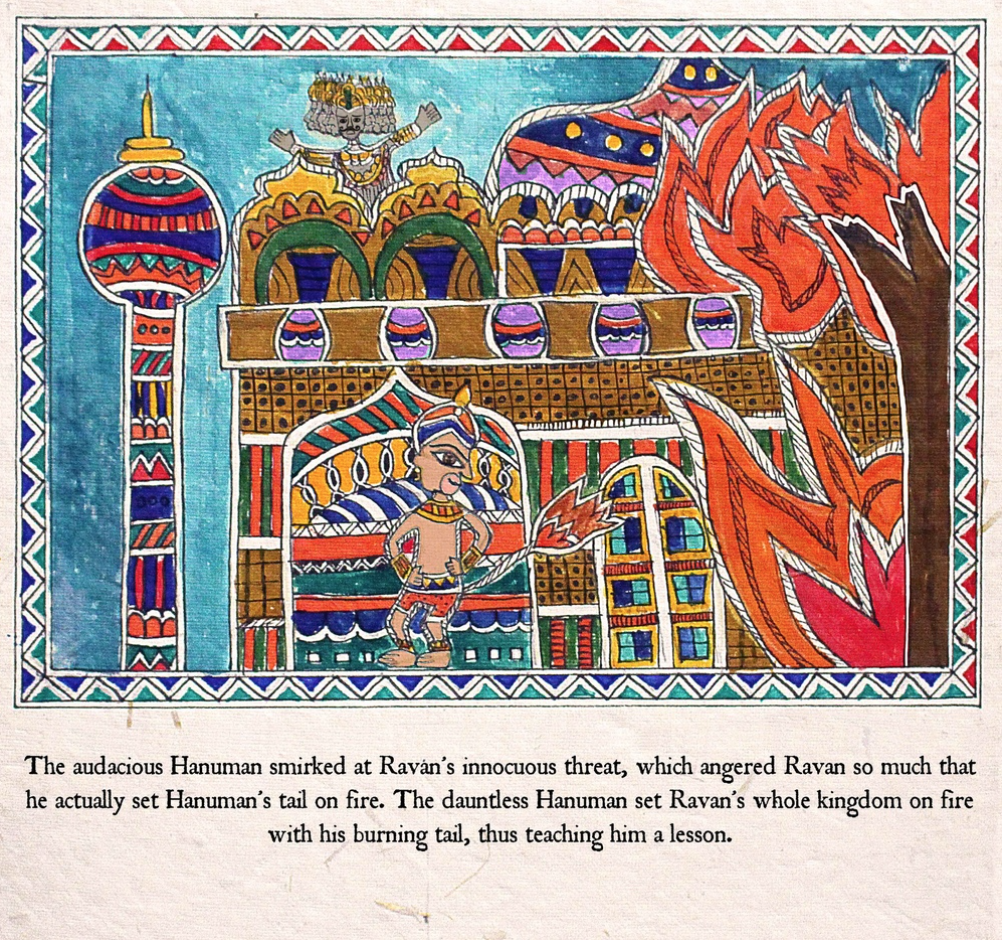 The audacious Hanuman smirked at Ravan's innocuous threat, which angered Ravan so much that
he actually set Hanuman's tail on fire. The dauntless Hanuman set Ravan's whole kingdom on fire
with his burning tail, thus teaching him a lesson.